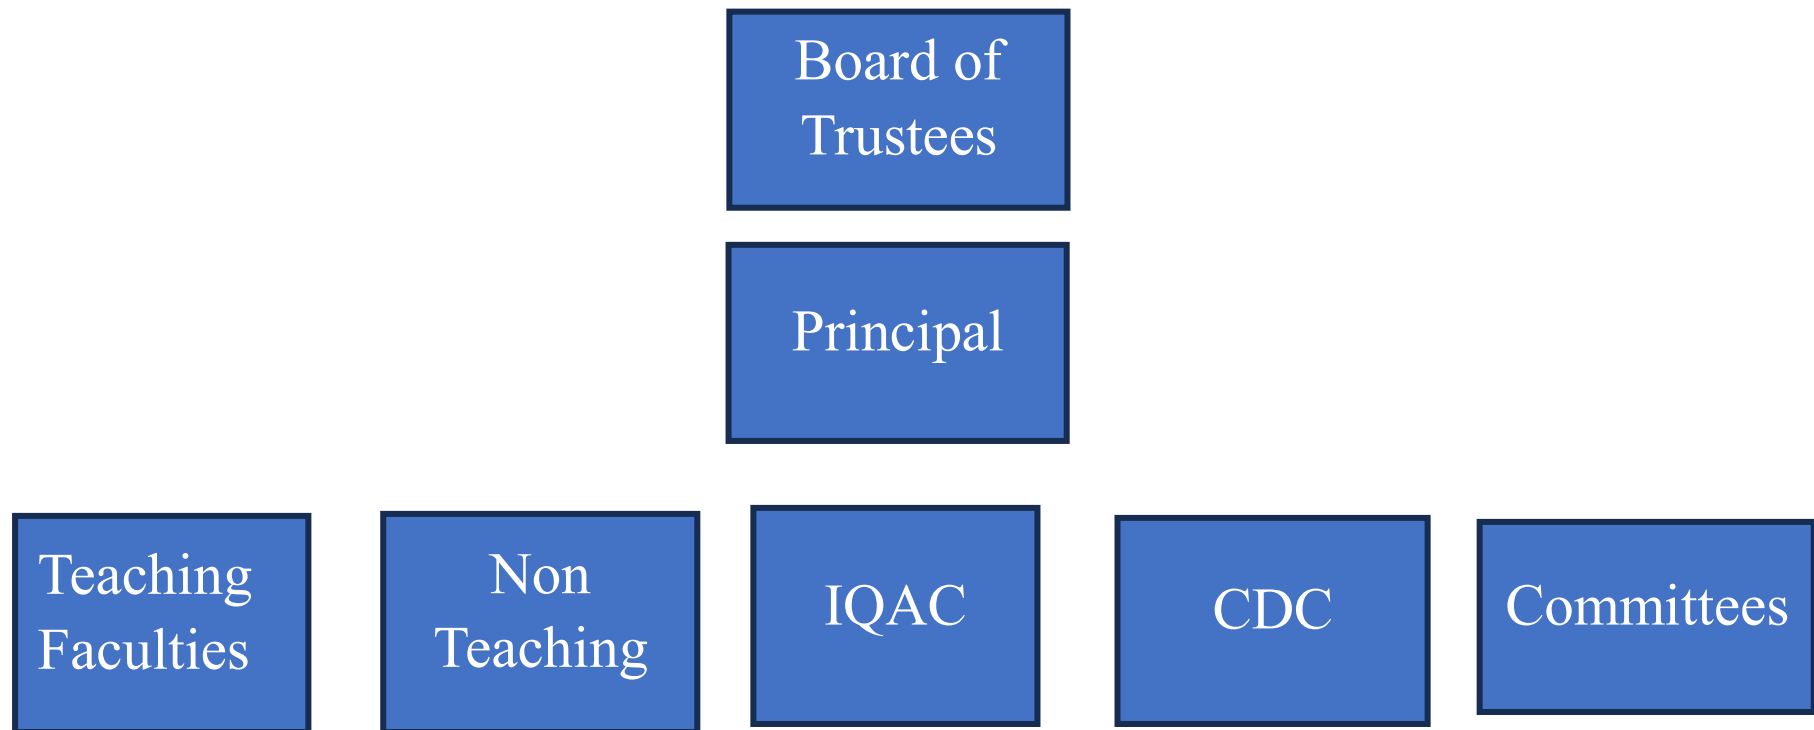 Board of
Trustees
Principal
Teaching
Faculties
Non
Teaching
IQAC
CDC
Committees